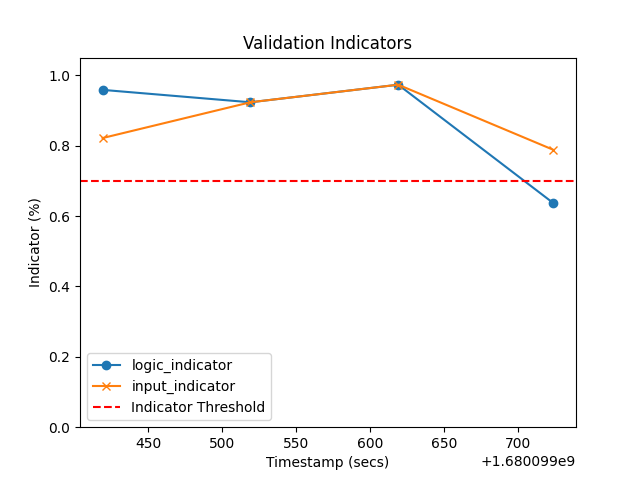 Validation Indicators
1.0
0.8
0.6
0.4
0.2
0.0
Indicator (%)
logic_indicator
input_indicator
Indicator Threshold
450 500 550 600 650 700
Timestamp (secs)
+1.680099e9